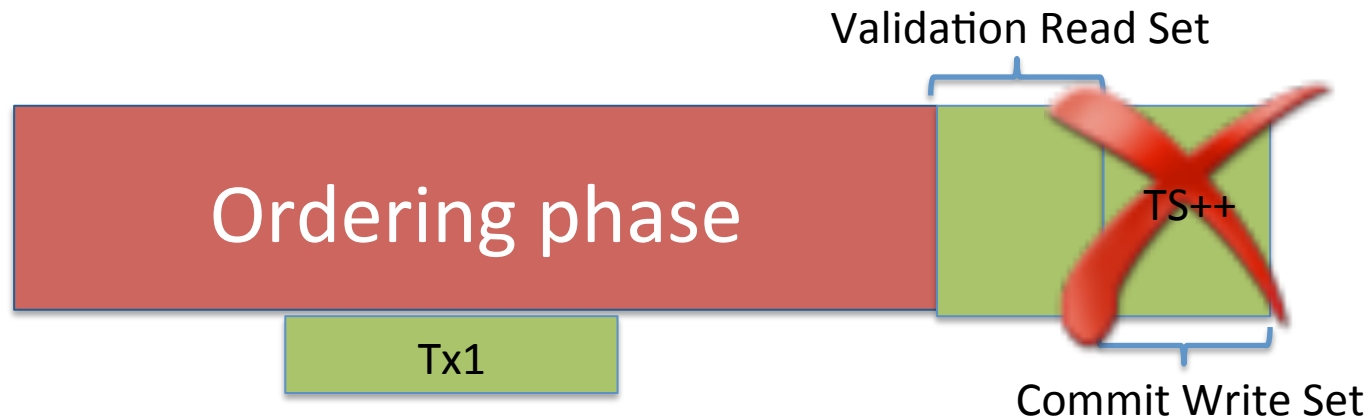 Validation Read Set
Ordering phase
TS++
Tx1
Commit Write Set